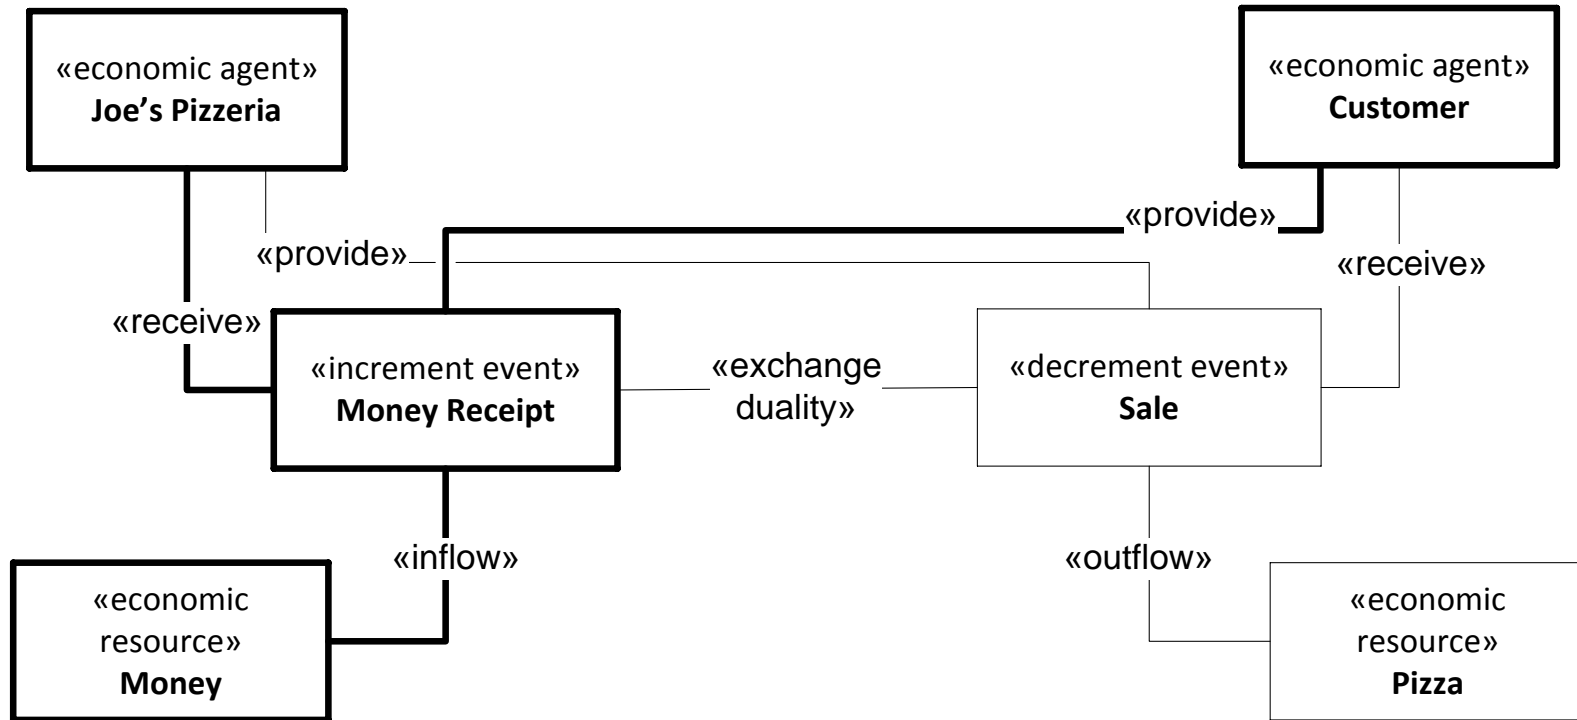 «economic agent»
Joe’s Pizzeria
«economic agent»
Customer
«provide»
«provide»
«receive»
«receive»
«increment event»
Money Receipt
«exchange
duality»
«decrement event»
Sale
«inflow»
«outflow»
«economic
resource»
Money
«economic
resource»
Pizza